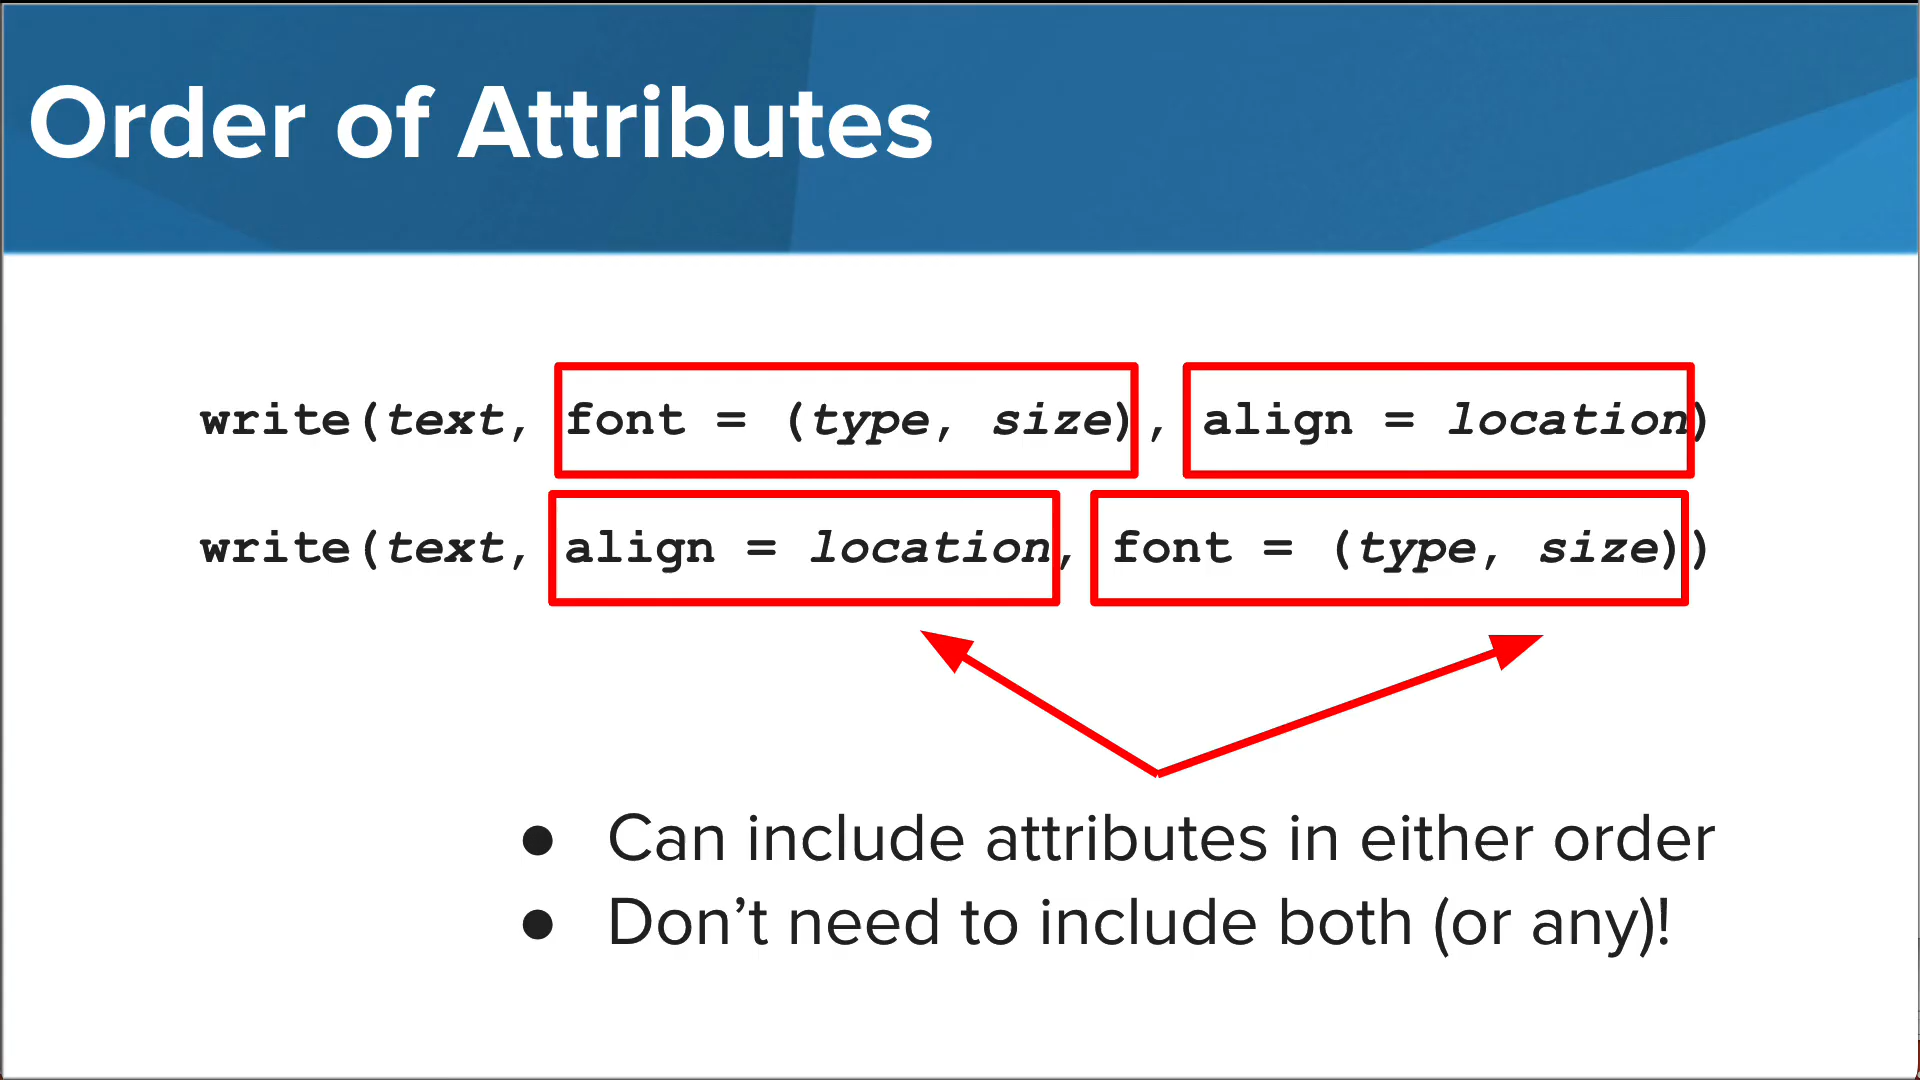 Order of Attributes
write(text, font = (type, size), align = location)
write(text, align = location, font = (type, size))
● Can include attributes in either order
● Don’t need to include both (or any)!